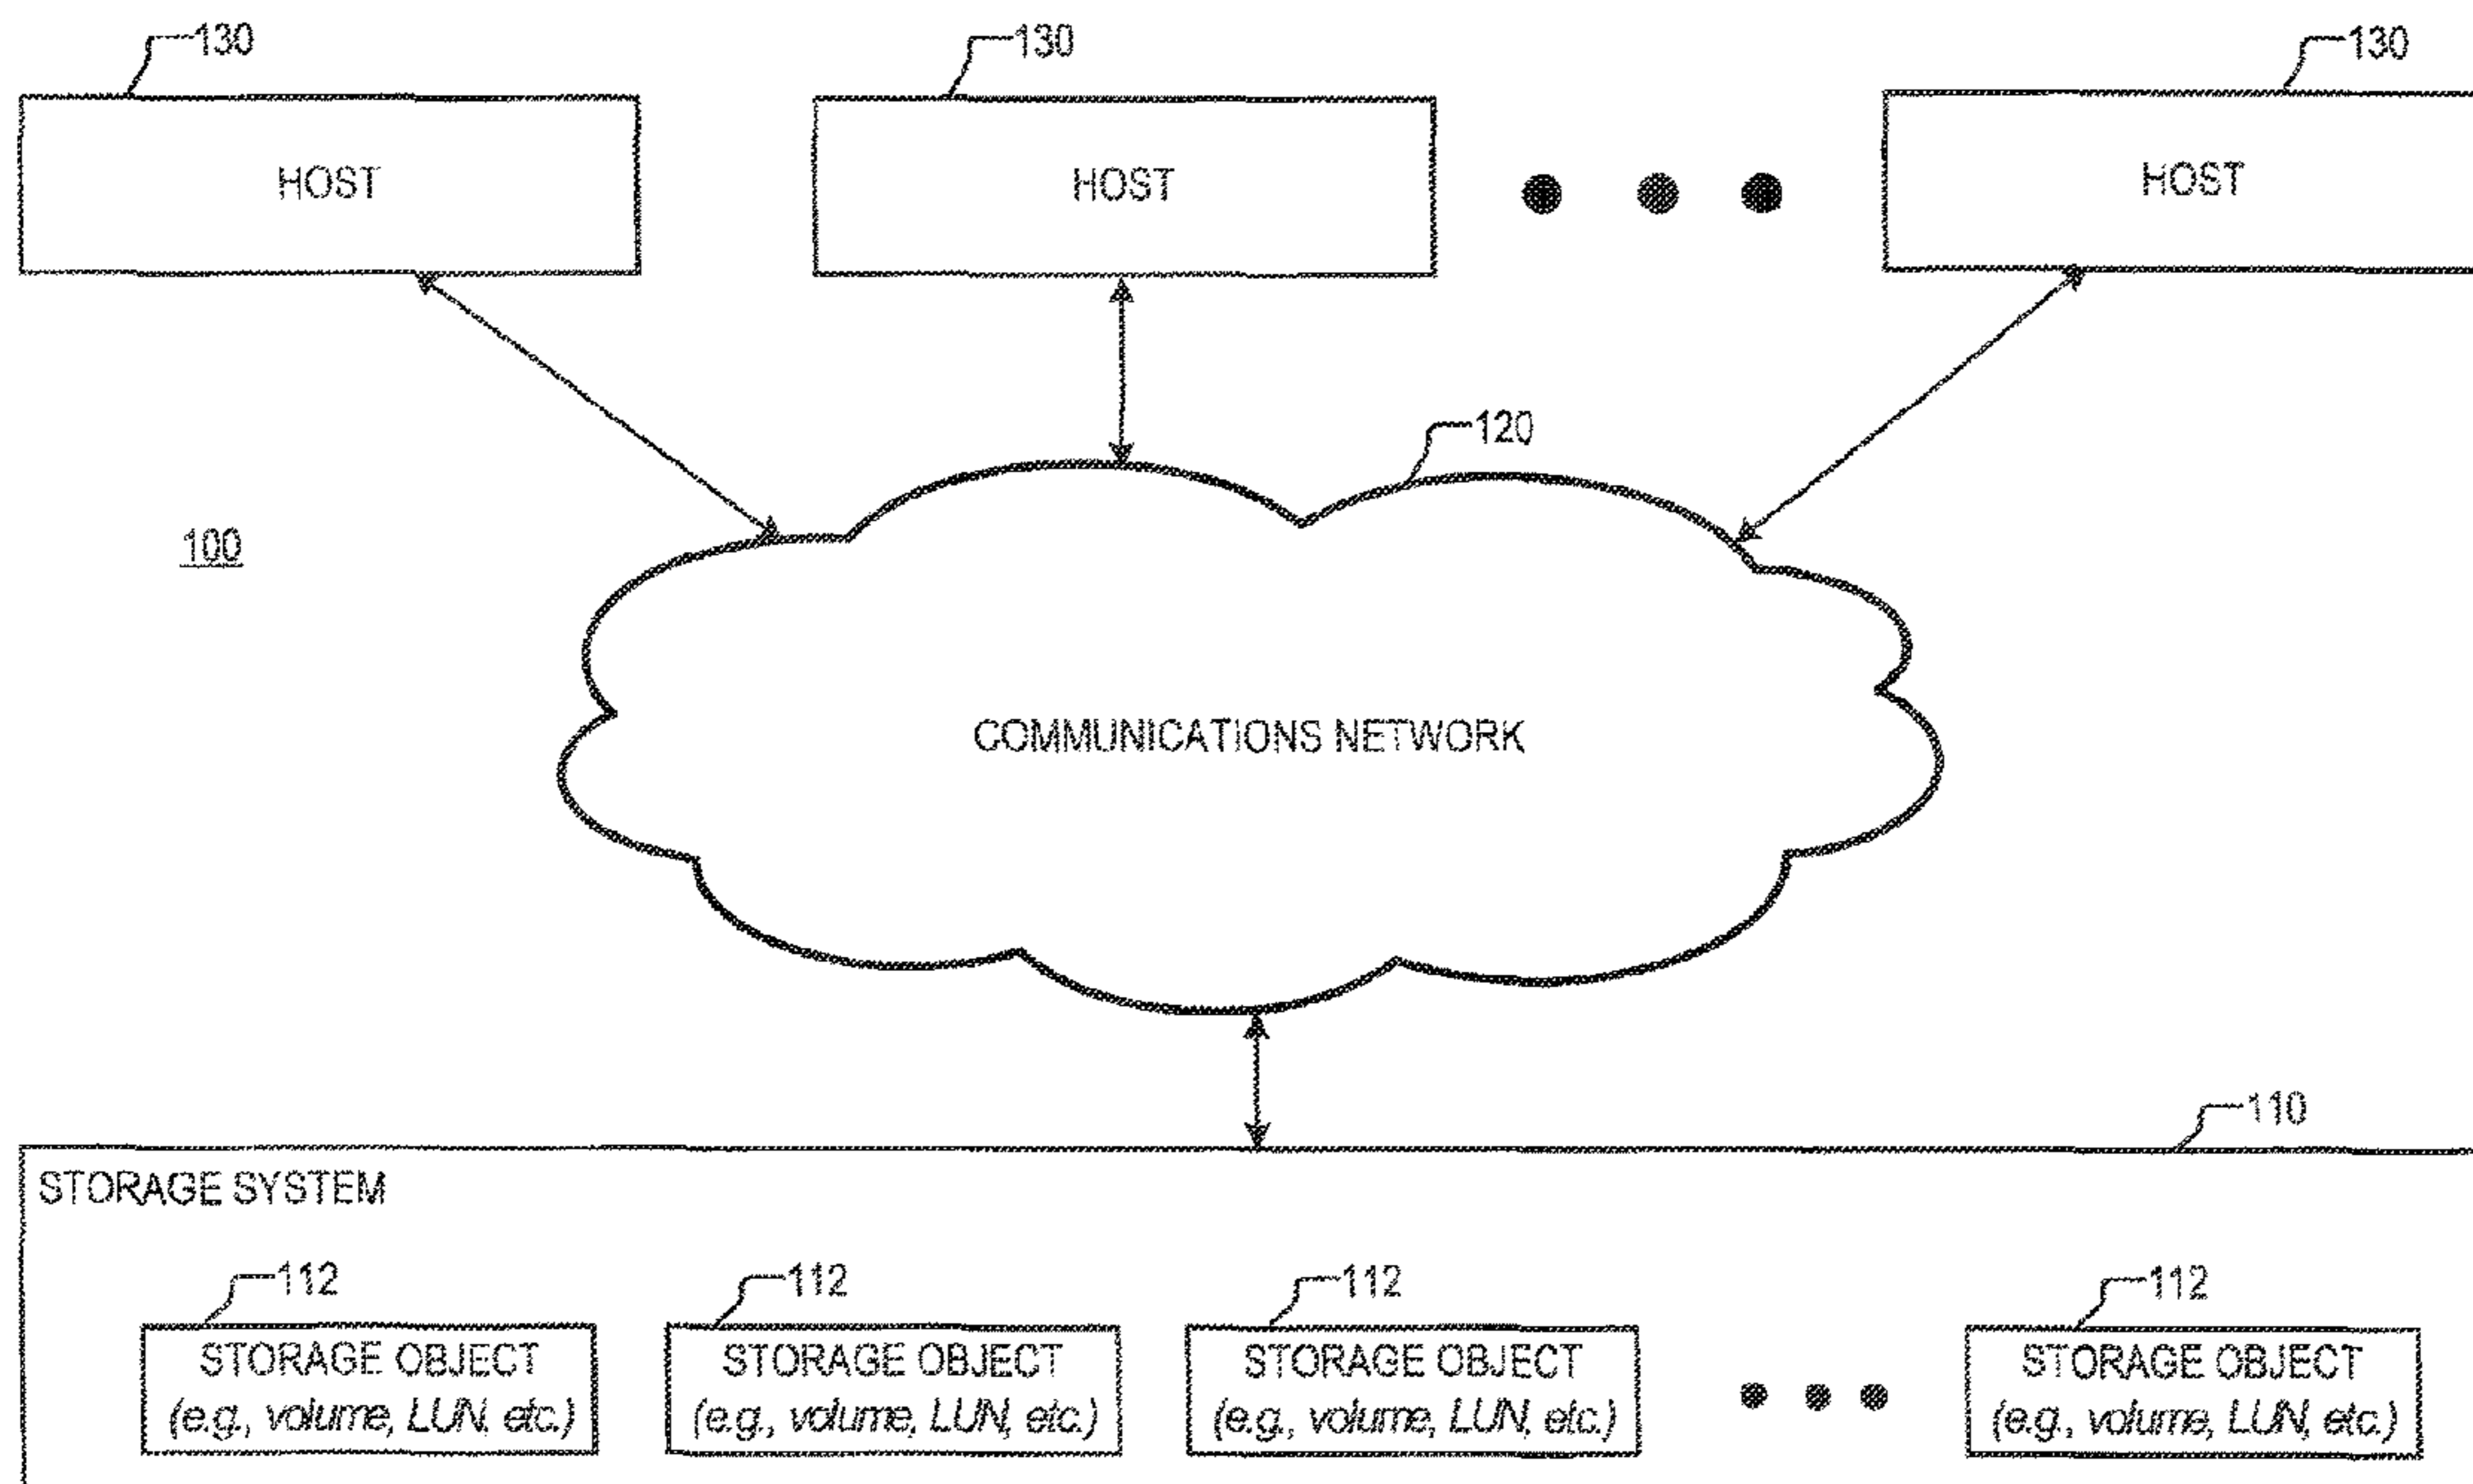 130
130
130
HOST
HOST
HOST
120
100
COMMUNICATIONS NETWORK
110
STORAGE SYSTEM
112
112
112
112
STORAGE OBJECT
(e.g., volume, LUN, etc.)
STORAGE OBJECT
(e.g., volume, LUN, etc.)
STORAGE OBJECT
(e.g., volume, LUN, etc.)
STORAGE OBJECT
(e.g., volume, LUN, etc.)